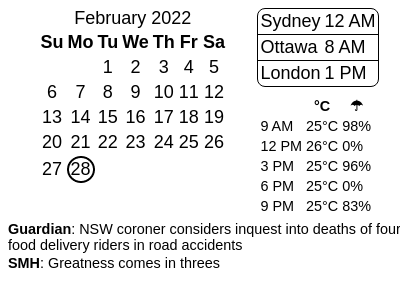 February 2022
Su Mo Tu We Th Fr Sa
1 2 3 4 5
6 7 8 9 10 11 12
13 14 15 16 17 18 19
20 21 22 23 24 25 26
27 28
Sydney 12 AM
Ottawa 8 AM
London 1 PM
°C ☂
9 AM 25°C 98%
12 PM 26°C 0%
3 PM 25°C 96%
6 PM 25°C 0%
9 PM 25°C 83%
Guardian: NSW coroner considers inquest into deaths of four
food delivery riders in road accidents
SMH: Greatness comes in threes